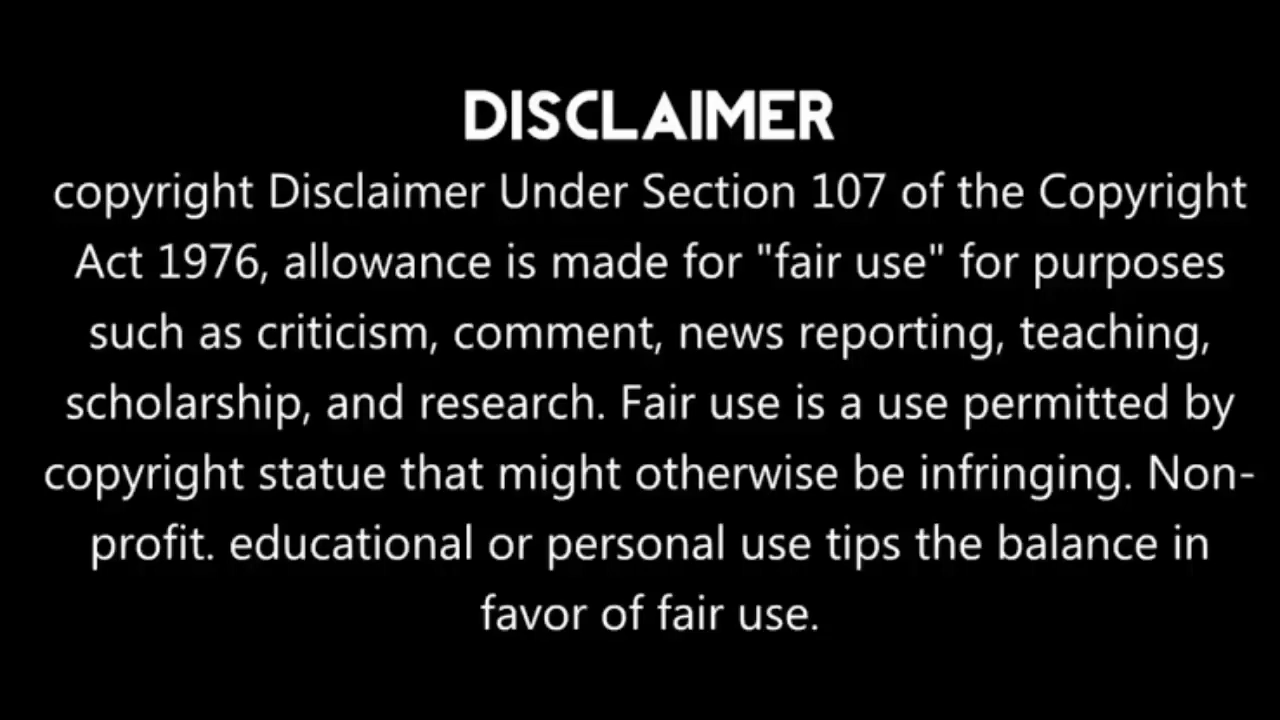 DISCLAIMER
copyright Disclaimer Under Section 107 of the Copyright
Act 1976, allowance is made for "fair use" for purposes
such as criticism, comment, news reporting, teaching,
scholarship, and research. Fair use is a use permitted by
copyright statue that might otherwise be infringing. Non-
profit. educational or personal use tips the balance in
favor of fair use.